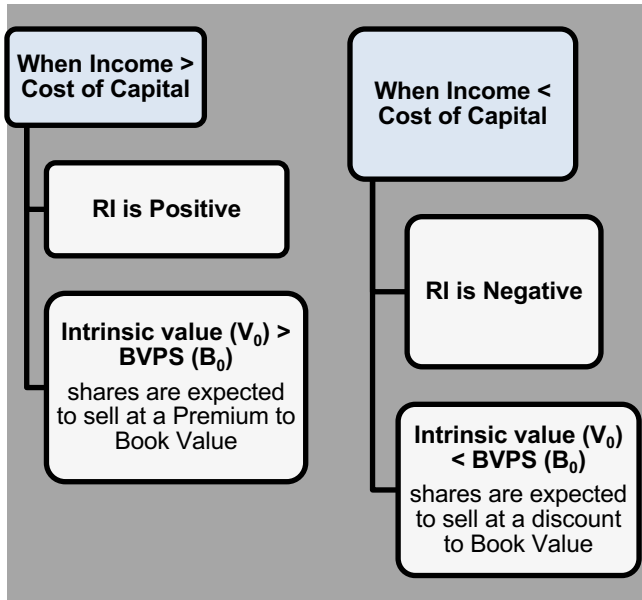 When Income >
Cost of Capital
RI is Positive
Intrinsic value (V₀) >
BVPS (B₀)
shares are expected
to sell at a Premium to
Book Value
When Income <
Cost of Capital
RI is Negative
Intrinsic value (V₀)
< BVPS (B₀)
shares are expected
to sell at a discount
to Book Value